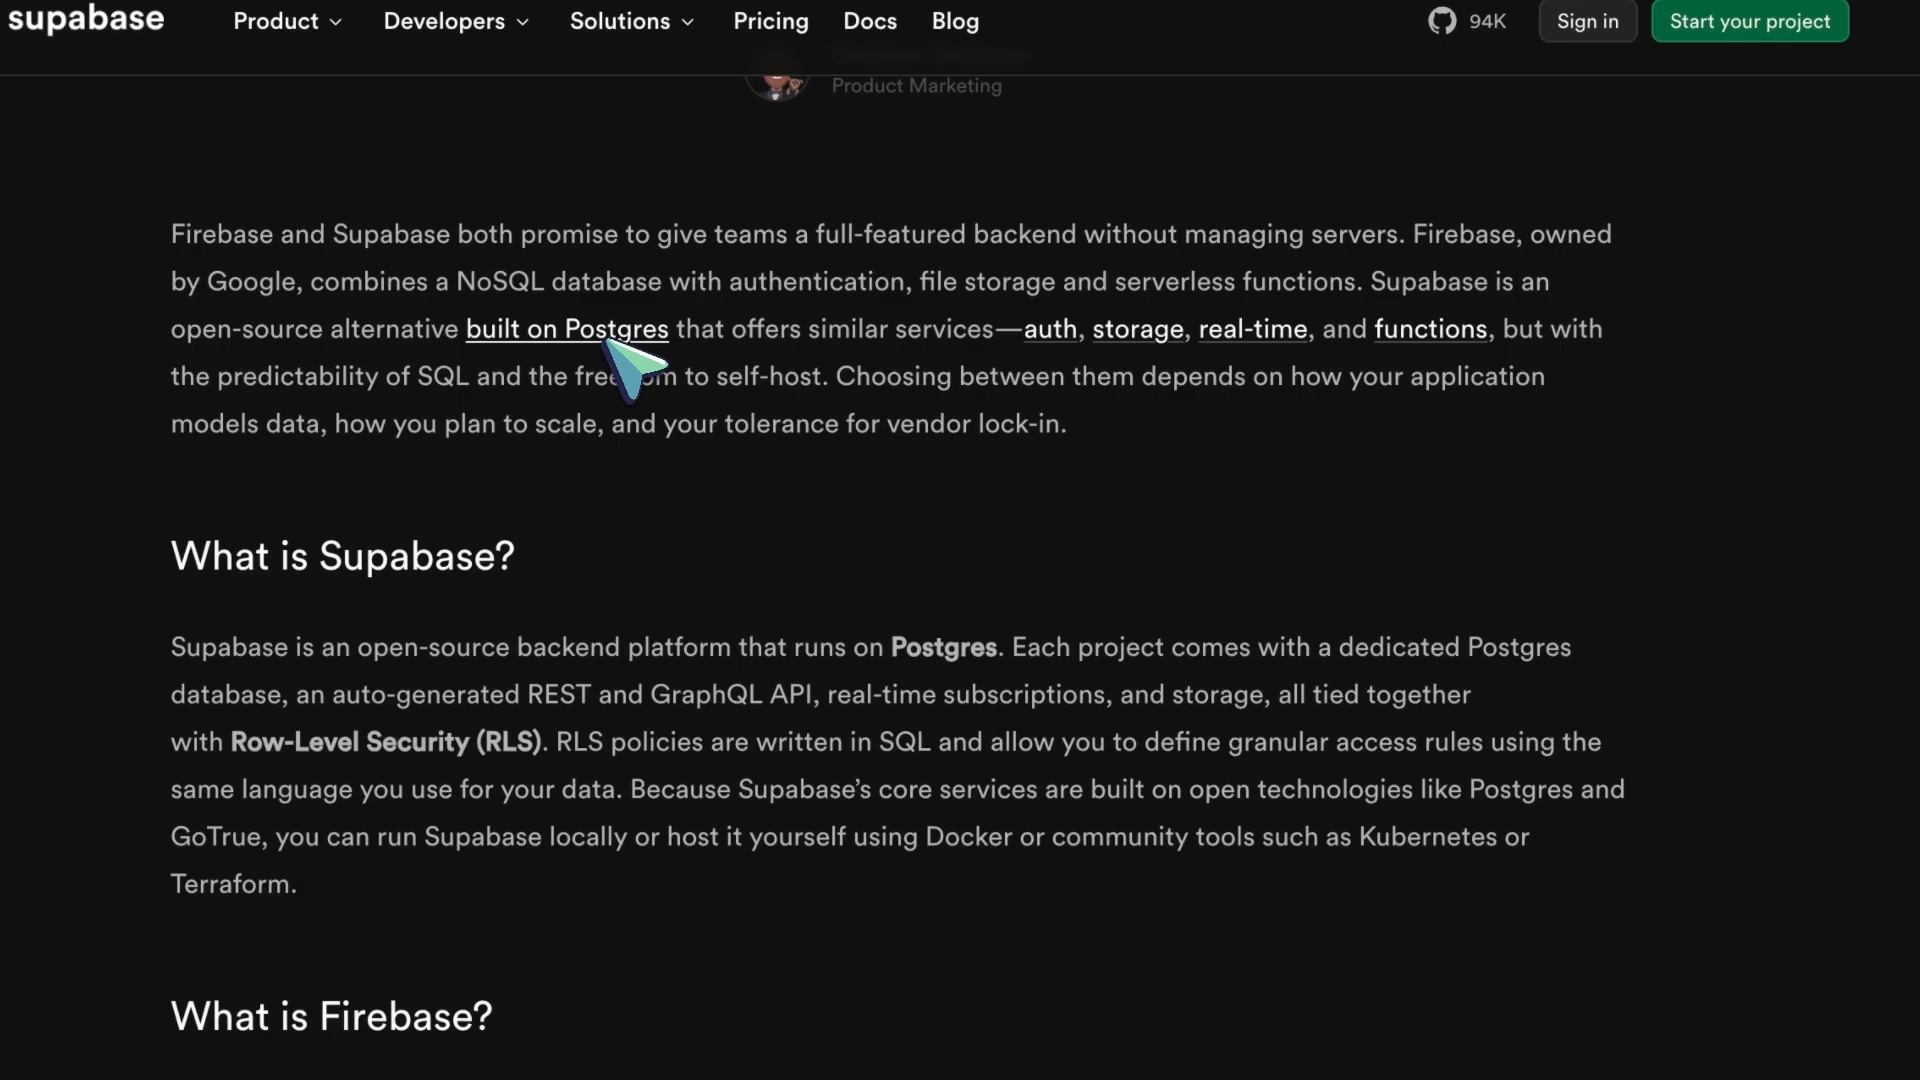 supabase
Product
Developers
Solutions
Pricing
Docs
Blog
94K
Sign in
Start your project
Product Marketing
Firebase and Supabase both promise to give teams a full-featured backend without managing servers. Firebase, owned
by Google, combines a NoSQL database with authentication, file storage and serverless functions. Supabase is an
open-source alternative built on Postgres that offers similar services—auth, storage, real-time, and functions, but with
the predictability of SQL and the freedom to self-host. Choosing between them depends on how your application
models data, how you plan to scale, and your tolerance for vendor lock-in.
What is Supabase?
Supabase is an open-source backend platform that runs on Postgres. Each project comes with a dedicated Postgres
database, an auto-generated REST and GraphQL API, real-time subscriptions, and storage, all tied together
with Row-Level Security (RLS). RLS policies are written in SQL and allow you to define granular access rules using the
same language you use for your data. Because Supabase’s core services are built on open technologies like Postgres and
GoTrue, you can run Supabase locally or host it yourself using Docker or community tools such as Kubernetes or
Terraform.
What is Firebase?